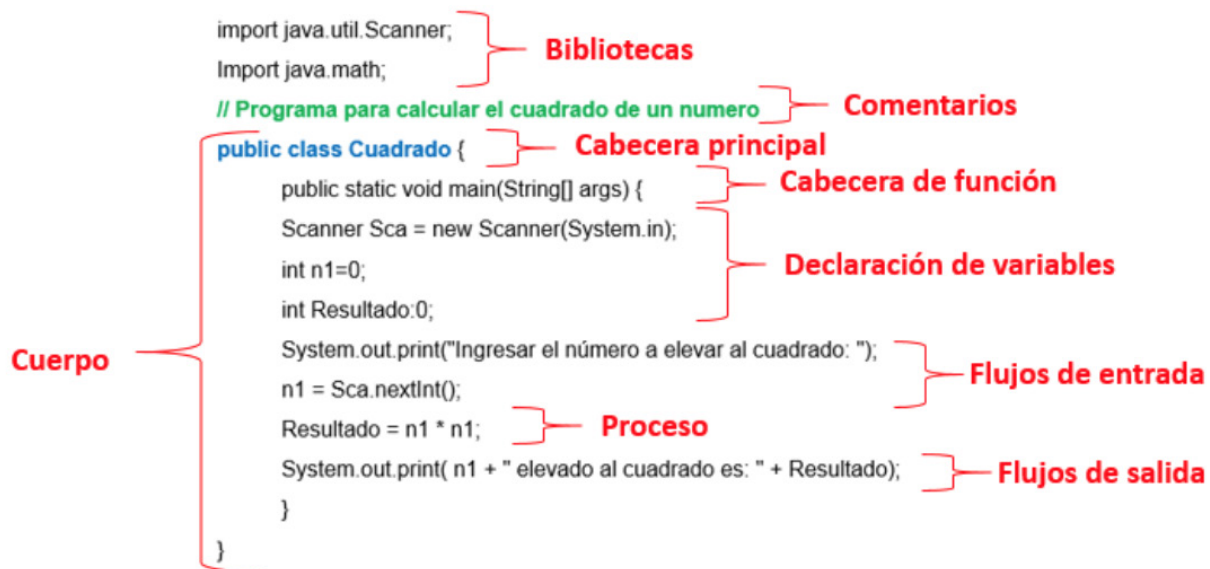 import java.util.Scanner;
Import java.math;
Bibliotecas
// Programa para calcular el cuadrado de un numero
Comentarios
public class Cuadrado {
Cabecera principal
public static void main(String[] args) {
Cabecera de función
Scanner Sca = new Scanner(System.in);
int n1=0;
int Resultado:0;
Declaración de variables
Cuerpo
System.out.print("Ingresar el número a elevar al cuadrado: ");
n1 = Sca.nextInt();
Flujos de entrada
Resultado = n1 * n1;
Proceso
System.out.print( n1 + " elevado al cuadrado es: " + Resultado);
Flujos de salida
}
}